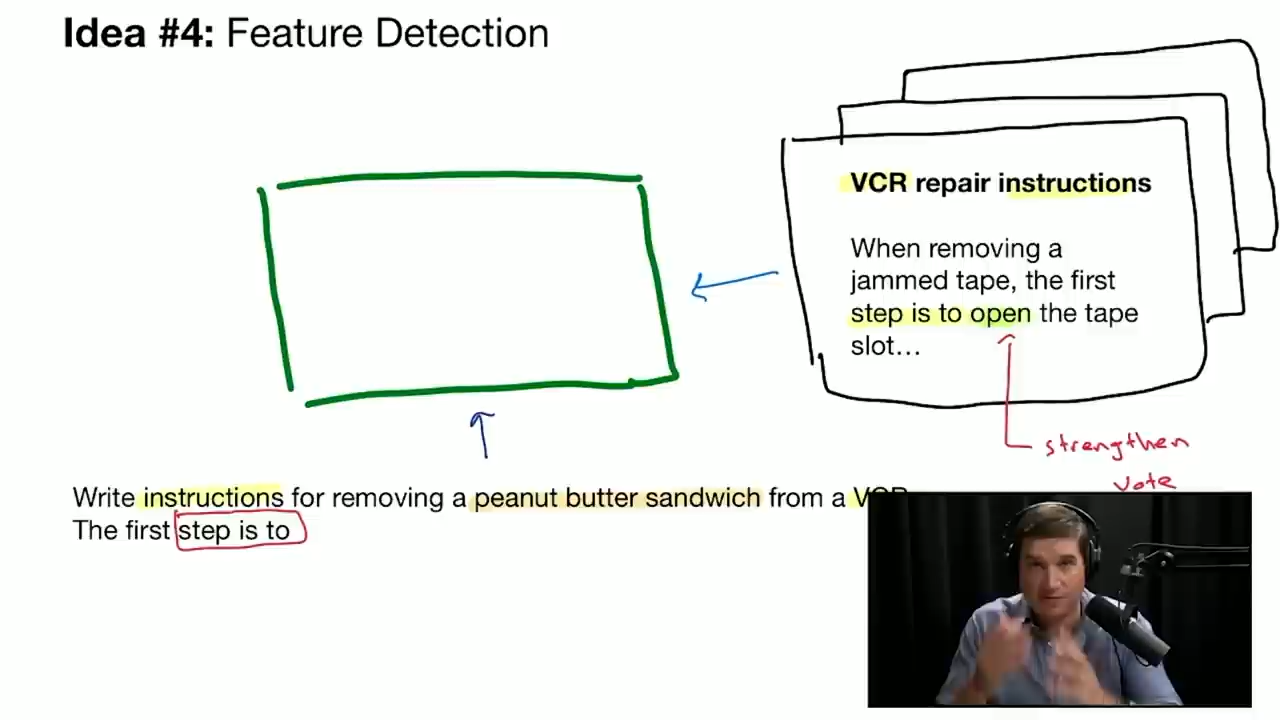 Idea #4: Feature Detection
VCR repair instructions
When removing a
jammed tape, the first
step is to open the tape
slot…
strengthen
vote
Write instructions for removing a peanut butter sandwich from a VCR
The first step is to